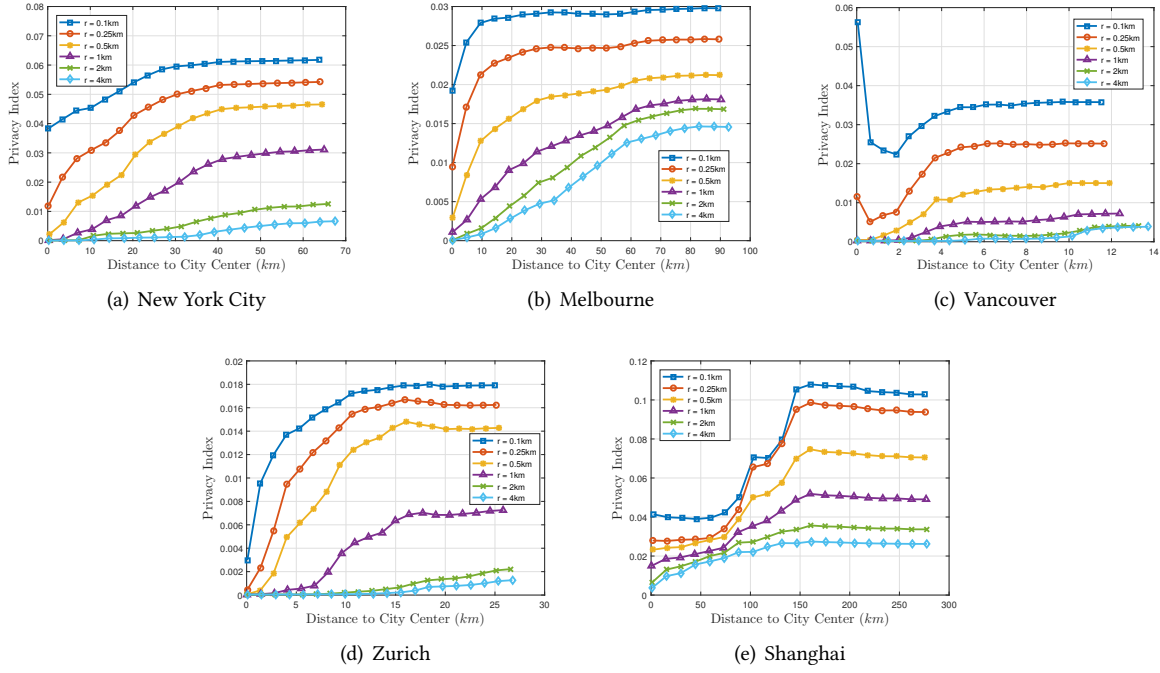 0.08
0.07
0.06
0.05
0.04
0.03
0.02
0.01
0
Privacy Index
r = 0.1km
r = 0.25km
r = 0.5km
r = 1km
r = 2km
r = 4km
0 10 20 30 40 50 60 70
Distance to City Center (km)
(a) New York City
0.03
0.025
0.02
0.015
0.01
0.005
0
Privacy Index
r = 0.1km
r = 0.25km
r = 0.5km
r = 1km
r = 2km
r = 4km
0 10 20 30 40 50 60 70 80 90 100
Distance to City Center (km)
(b) Melbourne
0.06
0.05
0.04
0.03
0.02
0.01
0
Privacy Index
r = 0.1km
r = 0.25km
r = 0.5km
r = 1km
r = 2km
r = 4km
0 2 4 6 8 10 12 14
Distance to City Center (km)
(c) Vancouver
0.02
0.018
0.016
0.014
0.012
0.01
0.008
0.006
0.004
0.002
0
Privacy Index
r = 0.1km
r = 0.25km
r = 0.5km
r = 1km
r = 2km
r = 4km
0 5 10 15 20 25 30
Distance to City Center (km)
(d) Zurich
0.12
0.1
0.08
0.06
0.04
0.02
0
Privacy Index
r = 0.1km
r = 0.25km
r = 0.5km
r = 1km
r = 2km
r = 4km
0 50 100 150 200 250 300
Distance to City Center (km)
(e) Shanghai